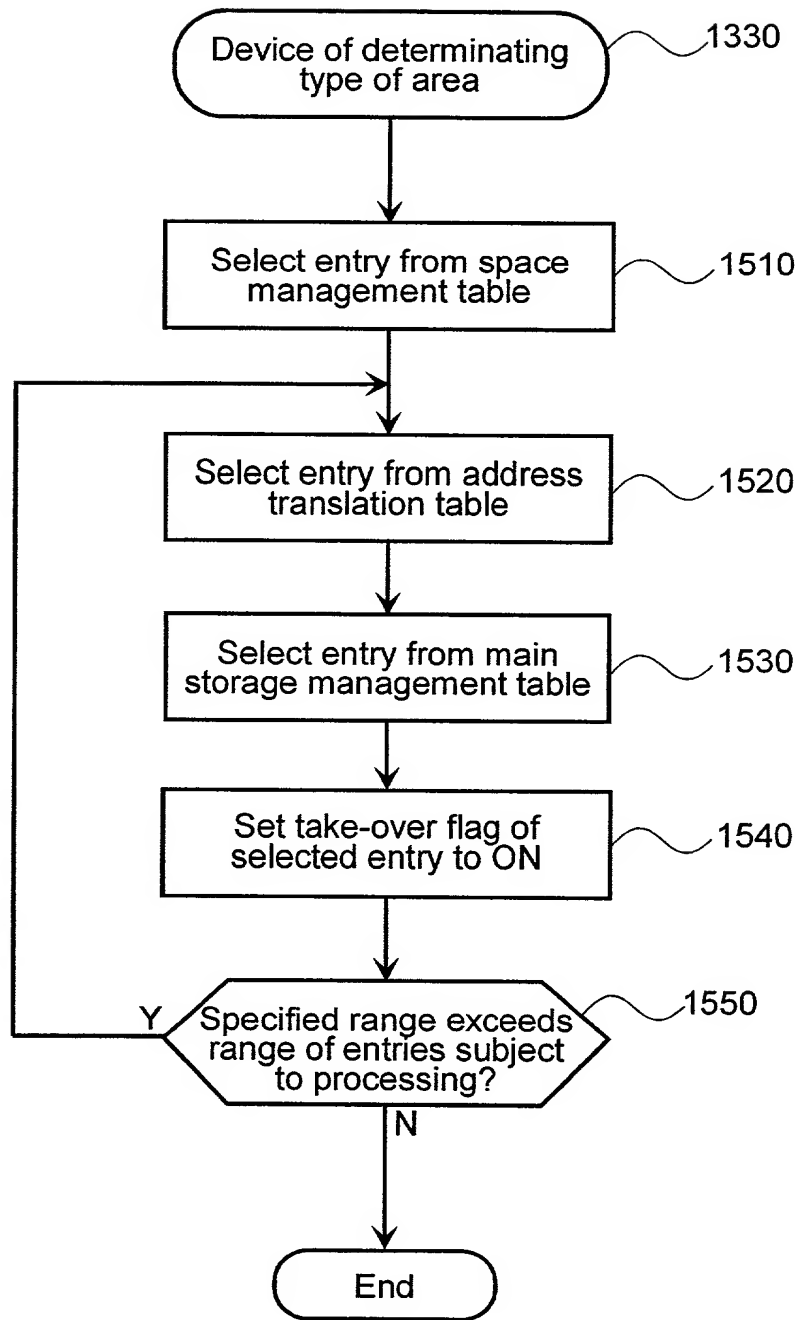 Device of determinating
type of area
1330
Select entry from space
management table
1510
Select entry from address
translation table
1520
Select entry from main
storage management table
1530
Set take-over flag of
selected entry to ON
1540
Y
Specified range exceeds
range of entries subject
to processing?
1550
N
End